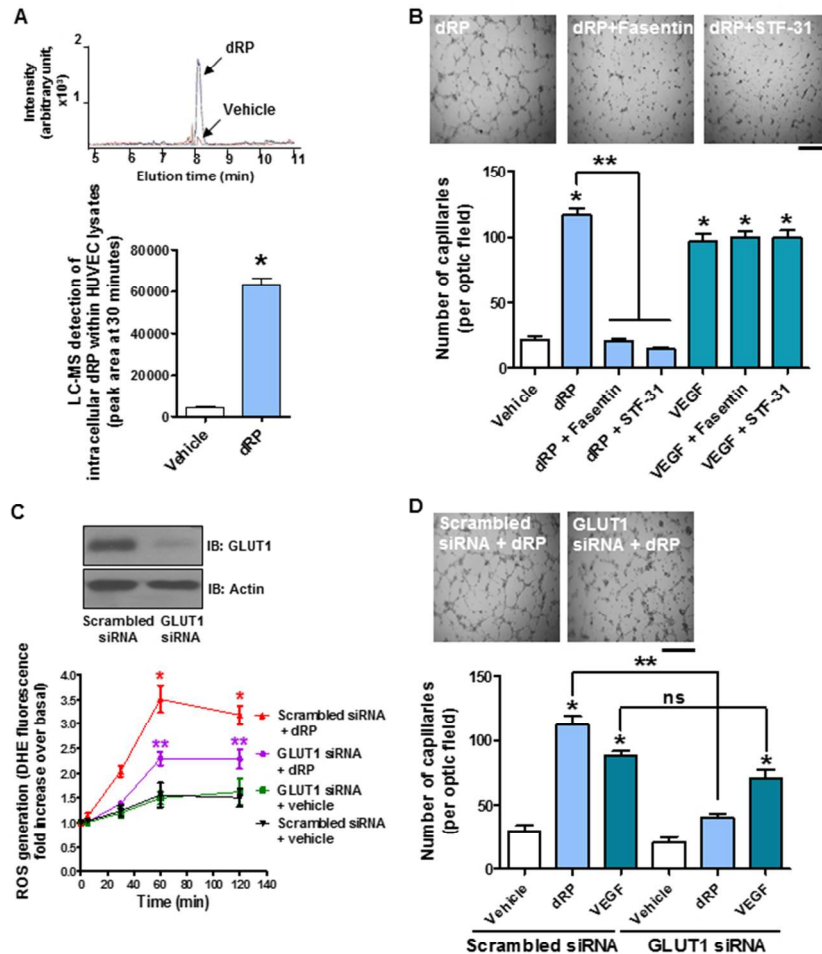 A
Intensity
(arbitrary unit,
x10³)
2
1
dRP
Vehicle
5 6 7 8 9 10 11
Elution time (min)
LC-MS detection of
intracellular dRP within HUVEC lysates
(peak area at 30 minutes)
80000
60000
40000
20000
0
*
Vehicle
dRP
B
dRP
dRP+Fasentin
dRP+STF-31
Number of capillaries
(per optic field)
150
100
50
0
**
* * * *
Vehicle
dRP
dRP + Fasentin
dRP + STF-31
VEGF
VEGF + Fasentin
VEGF + STF-31
C
IB: GLUT1
IB: Actin
Scrambled
siRNA
GLUT1
siRNA
ROS generation (DHE fluorescence
fold increase over basal)
4.0
3.5
3.0
2.5
2.0
1.5
1.0
0.5
0.0
0 20 40 60 80 100 120 140
Time (min)
* *
** **
Scrambled siRNA
+ dRP
GLUT1 siRNA
+ dRP
GLUT1 siRNA
+ vehicle
Scrambled siRNA
+ vehicle
D
Scrambled
siRNA + dRP
GLUT1
siRNA + dRP
Number of capillaries
(per optic field)
150
100
50
0
**
ns
* * *
Vehicle
dRP
VEGF
Vehicle
dRP
VEGF
Scrambled siRNA
GLUT1 siRNA